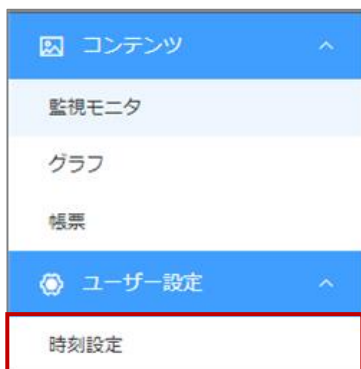 コンテンツ
監視モニタ
グラフ
帳票
ユーザー設定
時刻設定